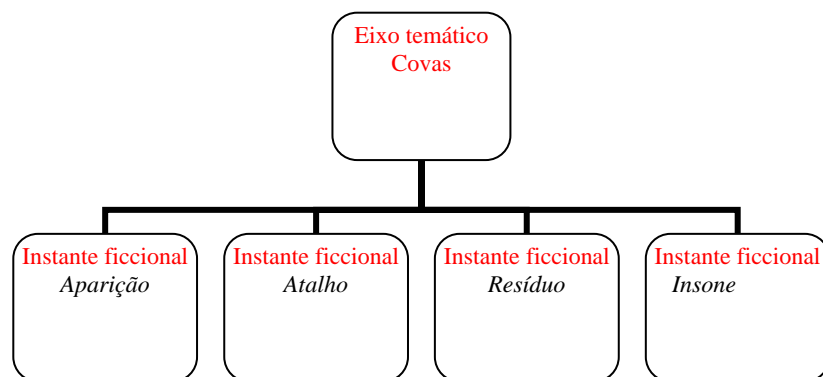 Eixo temático
Covas
Instante ficcional
Aparição
Instante ficcional
Atalho
Instante ficcional
Resíduo
Instante ficcional
Insone